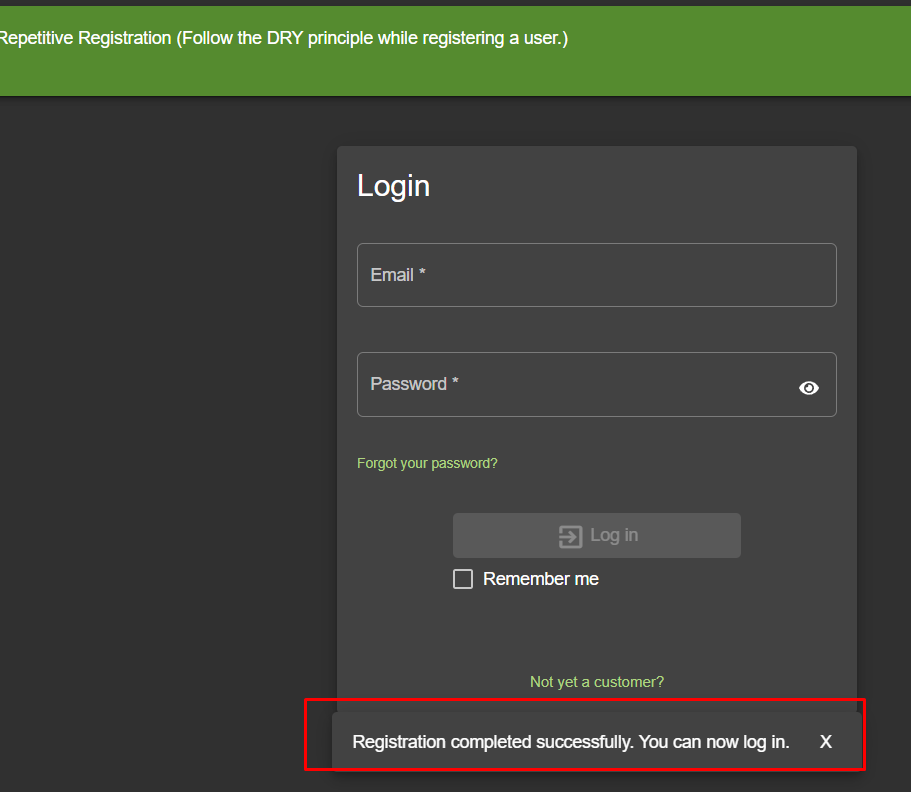 Repetitive Registration (Follow the DRY principle while registering a user.)
Login
Email *
Password *
Forgot your password?
Log in
Remember me
Not yet a customer?
Registration completed successfully. You can now log in. X